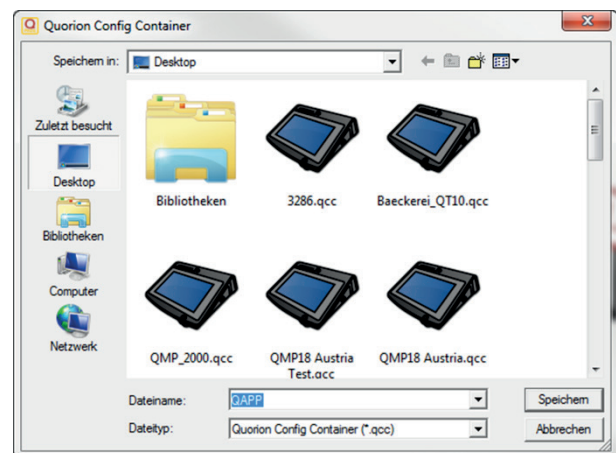 Quorion Config Container
Speichern in:
Desktop
Zuletzt besucht
Desktop
Bibliotheken
Computer
Netzwerk
Bibliotheken
3286.qcc
Baeckerei_QT10.qcc
QMP_2000.qcc
QMP18 Austria
Test.qcc
QMP18 Austria.qcc
Dateiname:
QAPP
Speichern
Dateityp:
Quorion Config Container (*.qcc)
Abbrechen